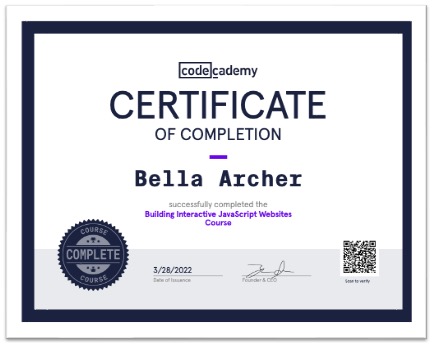 codecademy
CERTIFICATE
OF COMPLETION
Bella Archer
successfully completed the
Building Interactive JavaScript Websites
Course
COURSE
COMPLETE
COURSE
3/28/2022
Date of Issuance
Founder & CEO
Scan to verify